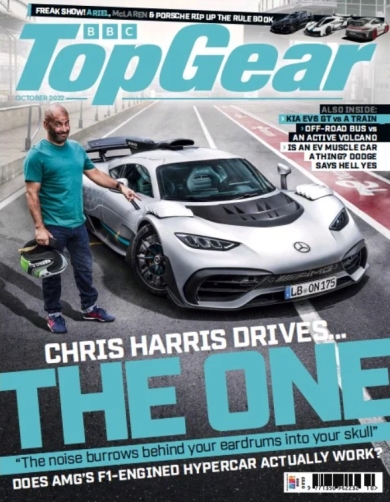 FREAK SHOW! ARIEL, McLAREN & PORSCHE RIP UP THE RULE BOOK
BBC
TopGear
OCTOBER 2022
ALSO INSIDE:
KIA EV6 GT vs A TRAIN
OFF-ROAD BUS vs
AN ACTIVE VOLCANO
IS AN EV MUSCLE CAR
A THING? DODGE
SAYS HELL YES
LB ON 175
CHRIS HARRIS DRIVES...
THE ONE
"The noise burrows behind your eardrums into your skull"
DOES AMG'S F1-ENGINED HYPERCAR ACTUALLY WORK?